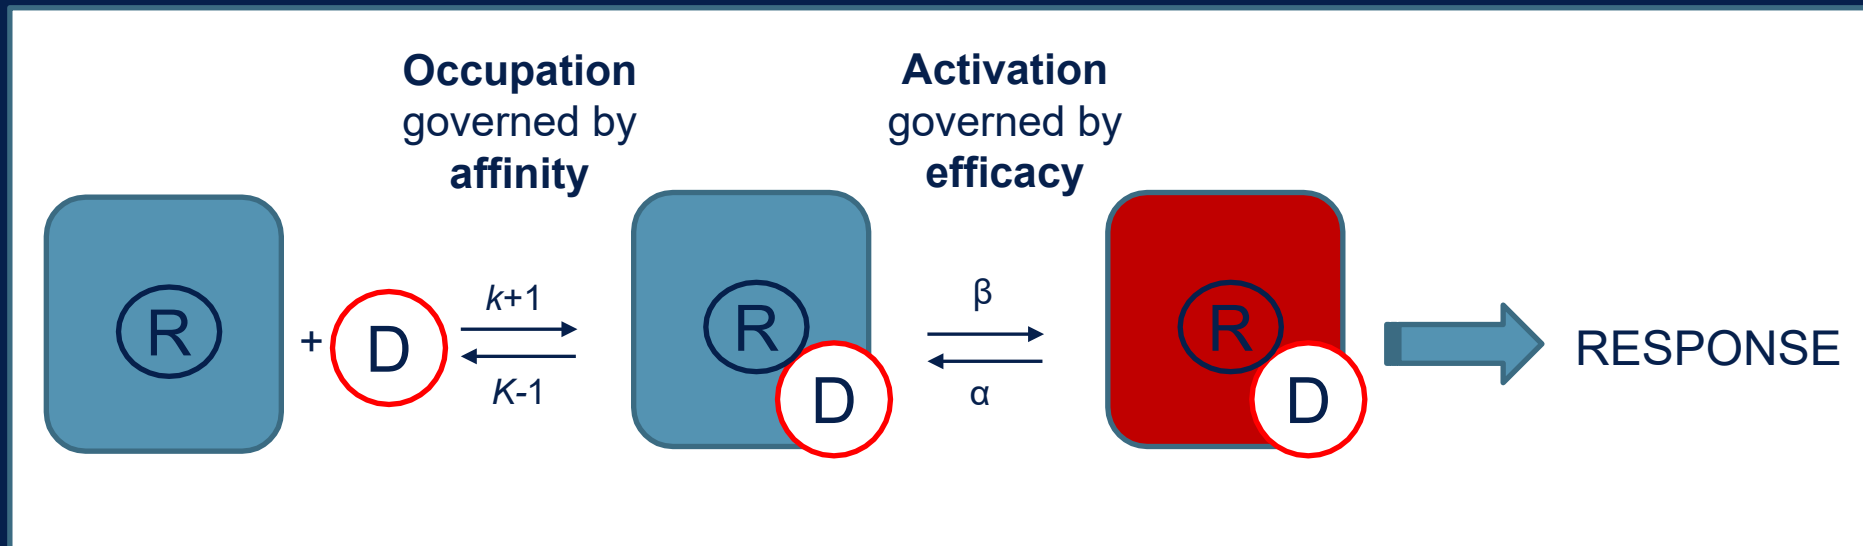 Occupation
governed by
affinity
Activation
governed by
efficacy
R
+
D
k+1
K-1
R
D
β
α
R
D
RESPONSE